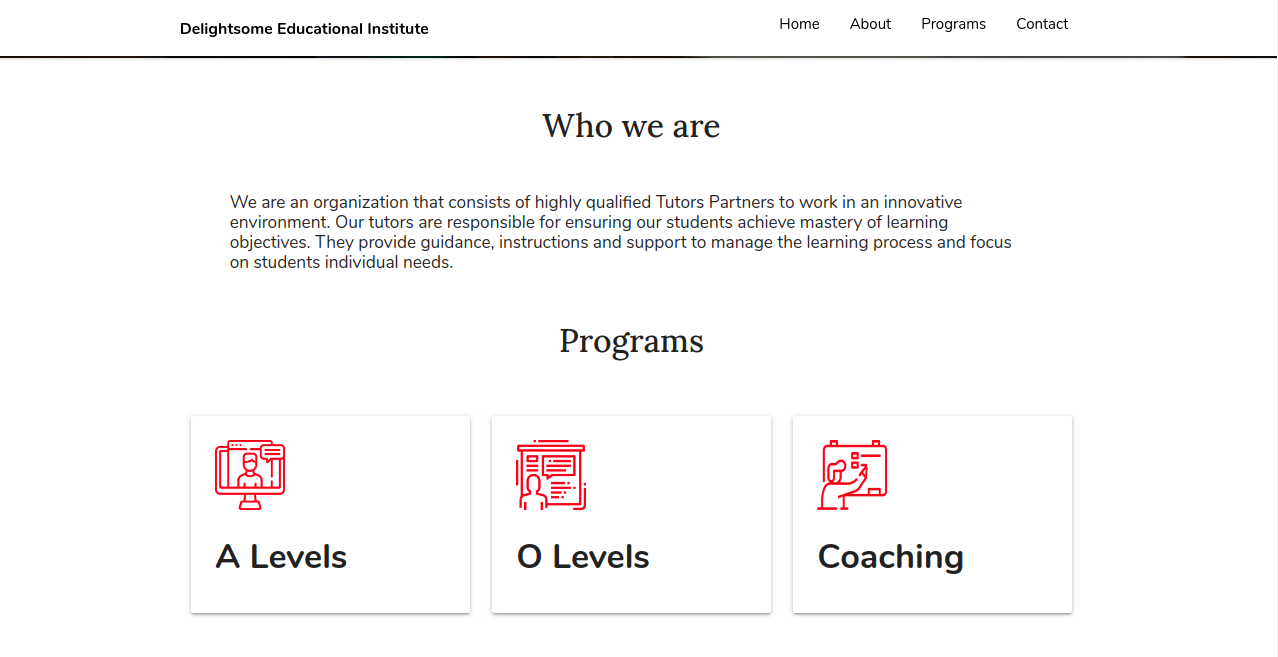 Delightsome Educational Institute
Home About Programs Contact
Who we are
We are an organization that consists of highly qualified Tutors Partners to work in an innovative
environment. Our tutors are responsible for ensuring our students achieve mastery of learning
objectives. They provide guidance, instructions and support to manage the learning process and focus
on students individual needs.
Programs
A Levels
O Levels
Coaching